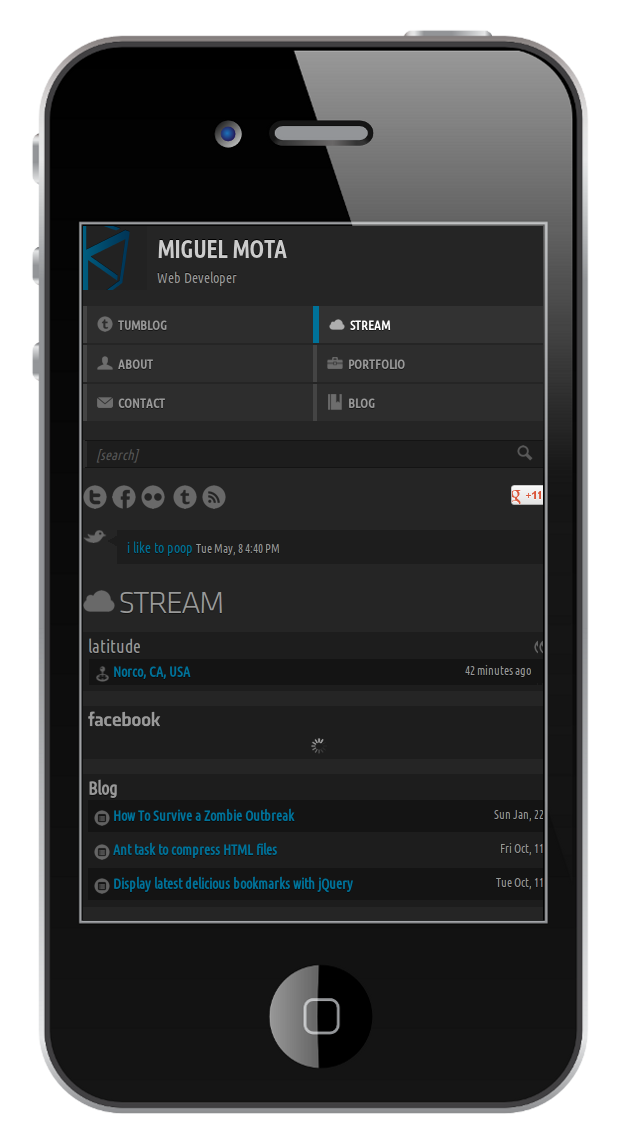 MIGUEL MOTA
Web Developer
TUMBLOG STREAM
ABOUT PORTFOLIO
CONTACT BLOG
[search]
g +11
i like to poop Tue May, 8 4:40 PM
STREAM
latitude
Norco, CA, USA 42 minutes ago
facebook
Blog
How To Survive a Zombie Outbreak Sun Jan, 22
Ant task to compress HTML files Fri Oct, 11
Display latest delicious bookmarks with jQuery Tue Oct, 11